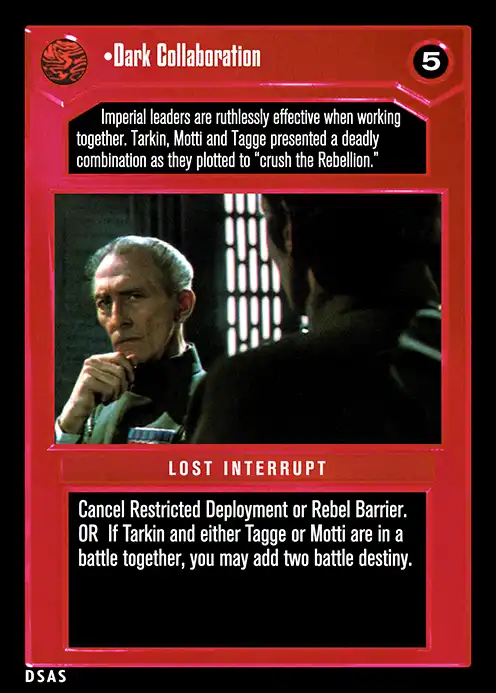 •Dark Collaboration
5
Imperial leaders are ruthlessly effective when working
together. Tarkin, Motti and Tagge presented a deadly
combination as they plotted to “crush the Rebellion.”
LOST INTERRUPT
Cancel Restricted Deployment or Rebel Barrier.
OR If Tarkin and either Tagge or Motti are in a
battle together, you may add two battle destiny.
DSAS